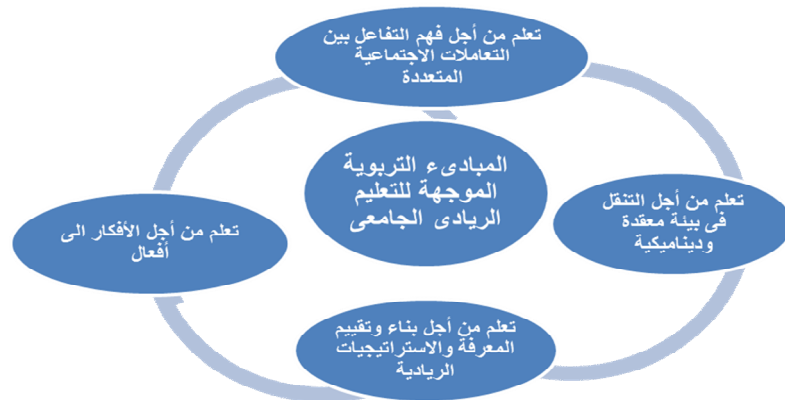 تعلم من أجل فهم التفاعل بين
التعاملات الاجتماعية
المتعددة
المبادىء التربوية
الموجهة للتعليم
الريادى الجامعى
تعلم من أجل التنقل
فى بيئة معقدة
وديناميكية
تعلم من أجل الأفكار الى
أفعال
تعلم من أجل بناء وتقييم
المعرفة والاستراتيجيات
الريادية